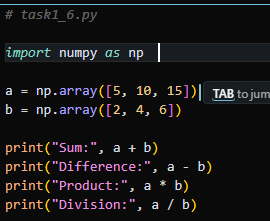 # task1_6.py
import numpy as np
a = np.array([5, 10, 15])
TAB to jum
b = np.array([2, 4, 6])
print("Sum:", a + b)
print("Difference:", a - b)
print("Product:", a * b)
print("Division:", a / b)